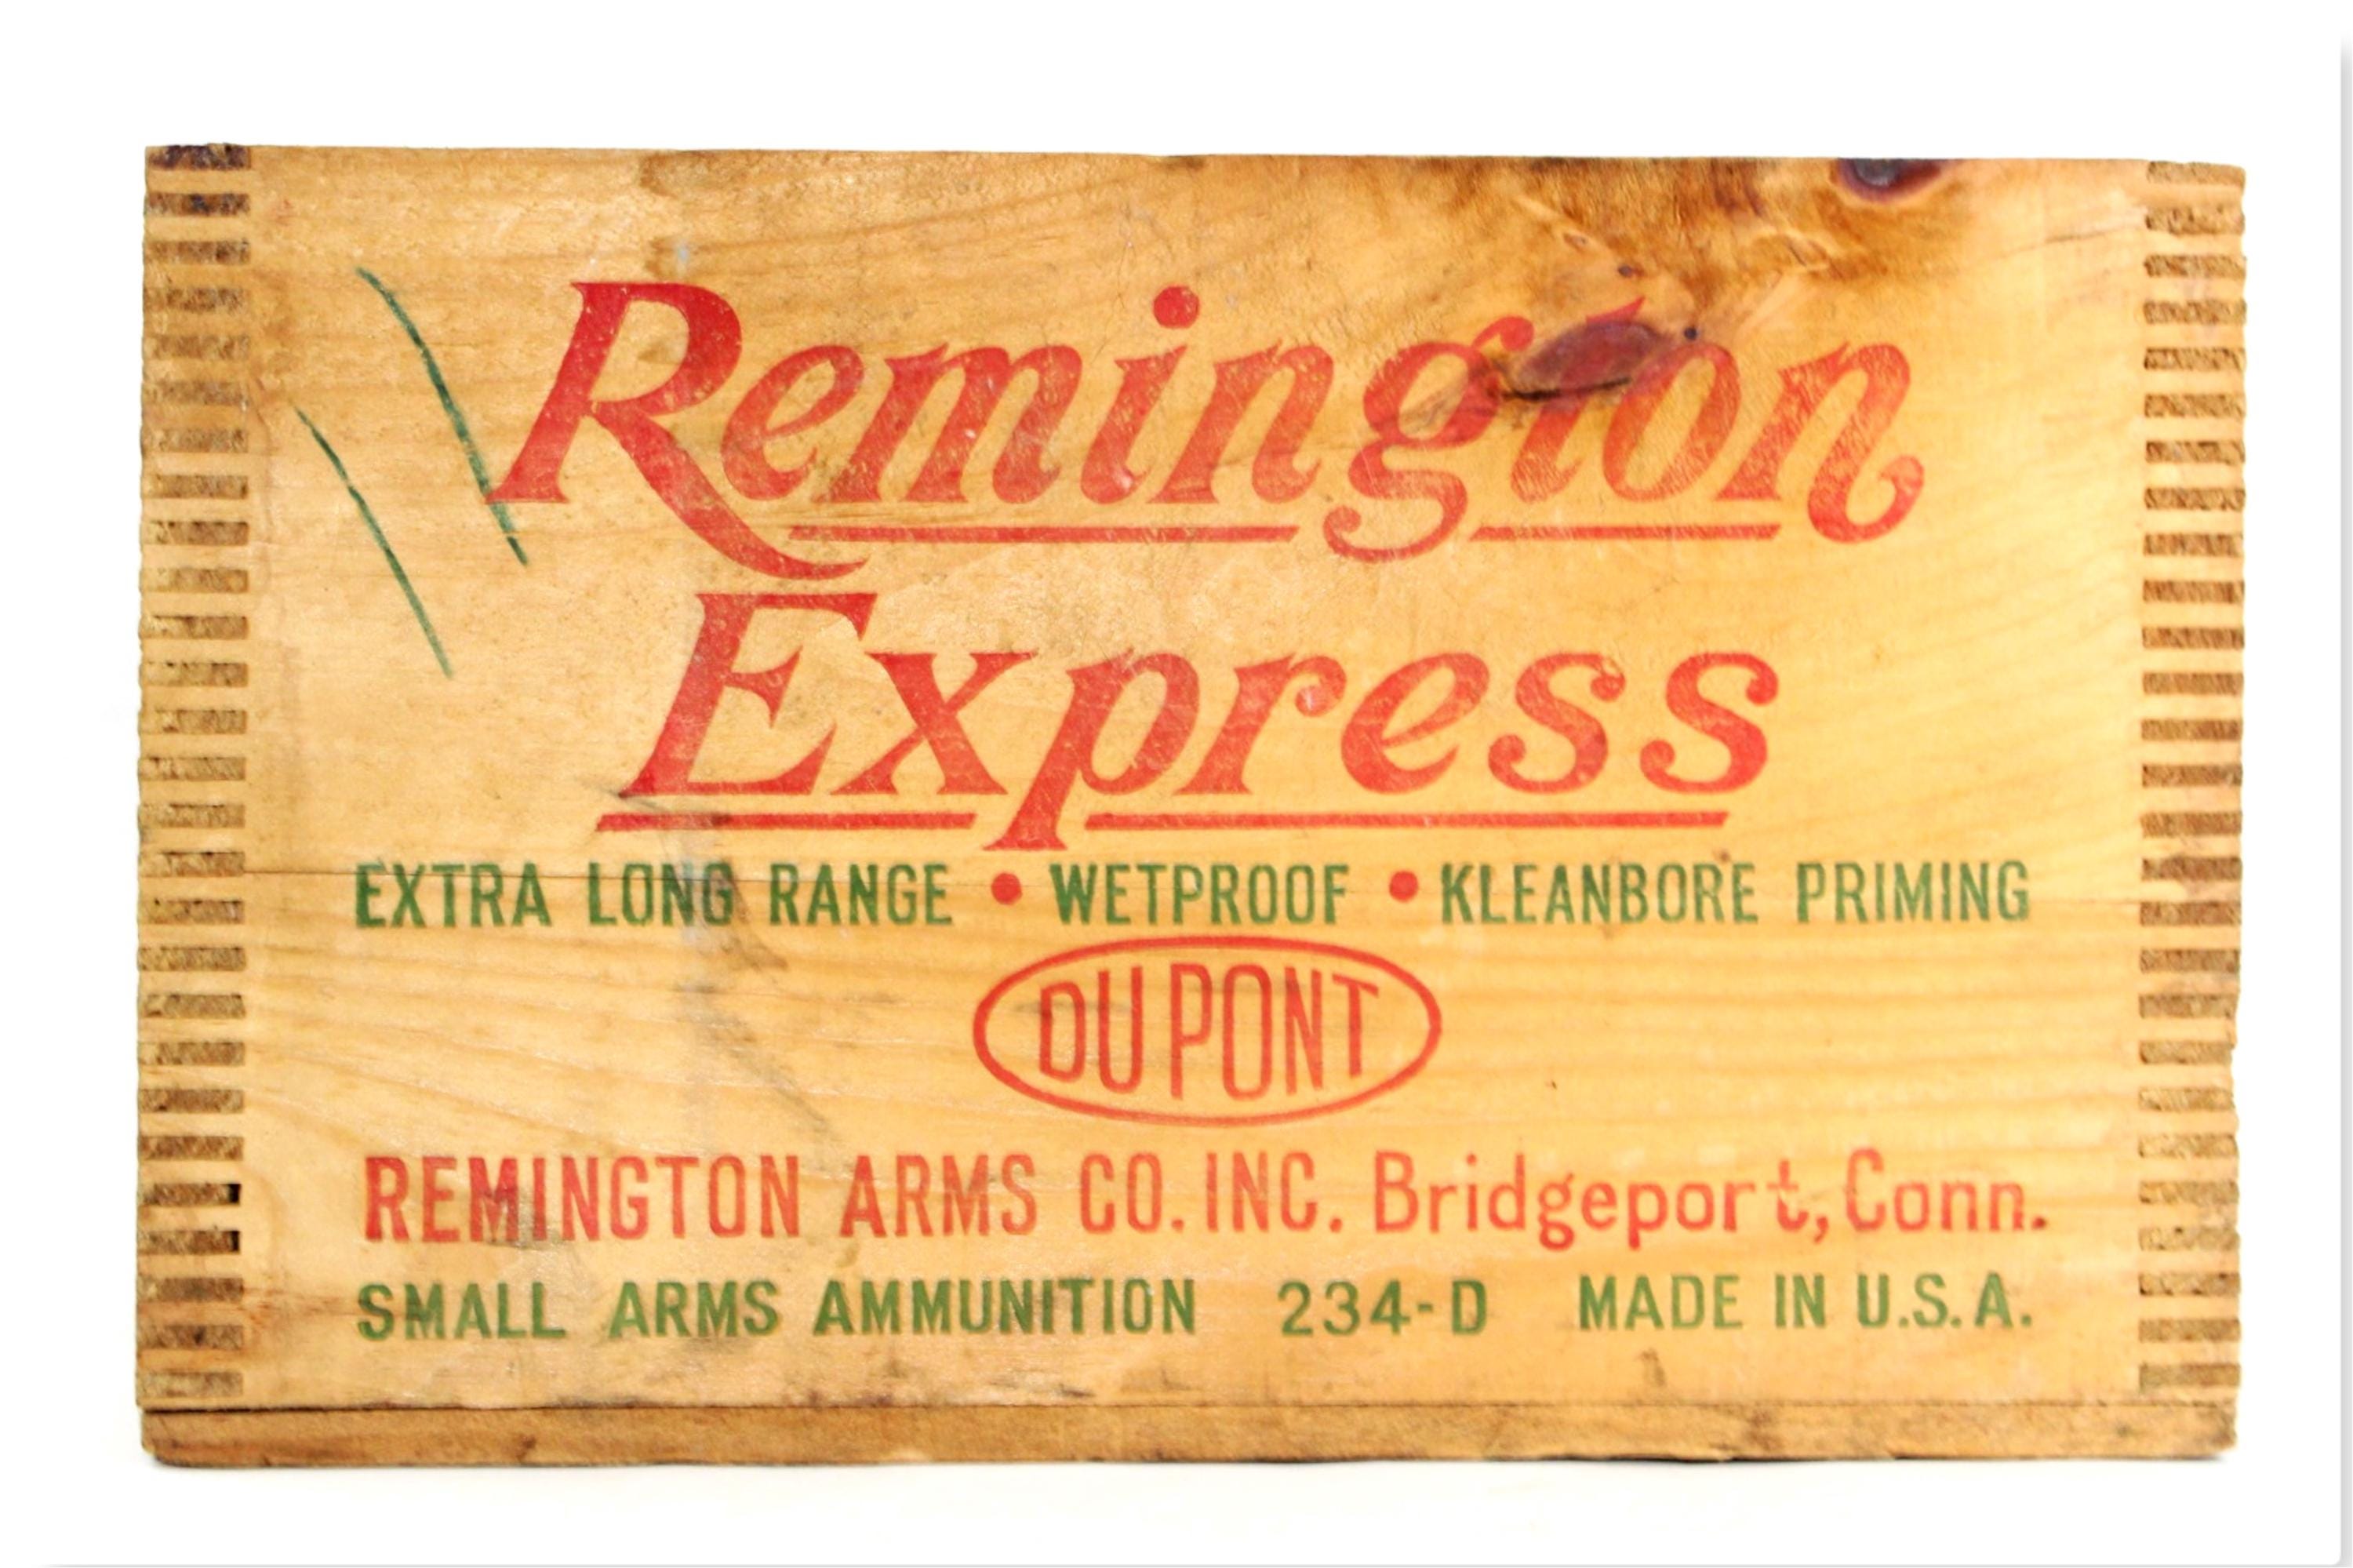 Remington
Express
EXTRA LONG RANGE • WETPROOF • KLEANBORE PRIMING
DU PONT
REMINGTON ARMS CO. INC. Bridgeport, Conn.
SMALL ARMS AMMUNITION 234-D MADE IN U.S.A.